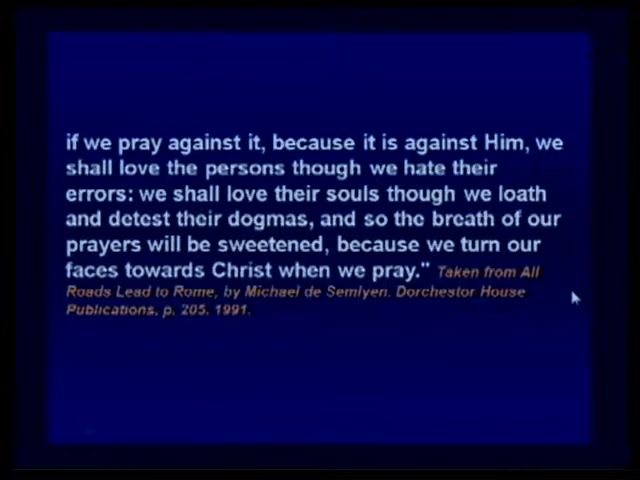 if we pray against it, because it is against Him, we
shall love the persons though we hate their
errors: we shall love their souls though we loath
and detest their dogmas, and so the breath of our
prayers will be sweetened, because we turn our
faces towards Christ when we pray." Taken from All
Roads Lead to Rome, by Michael de Semlyen. Dorchestor House
Publications, p. 205. 1991.